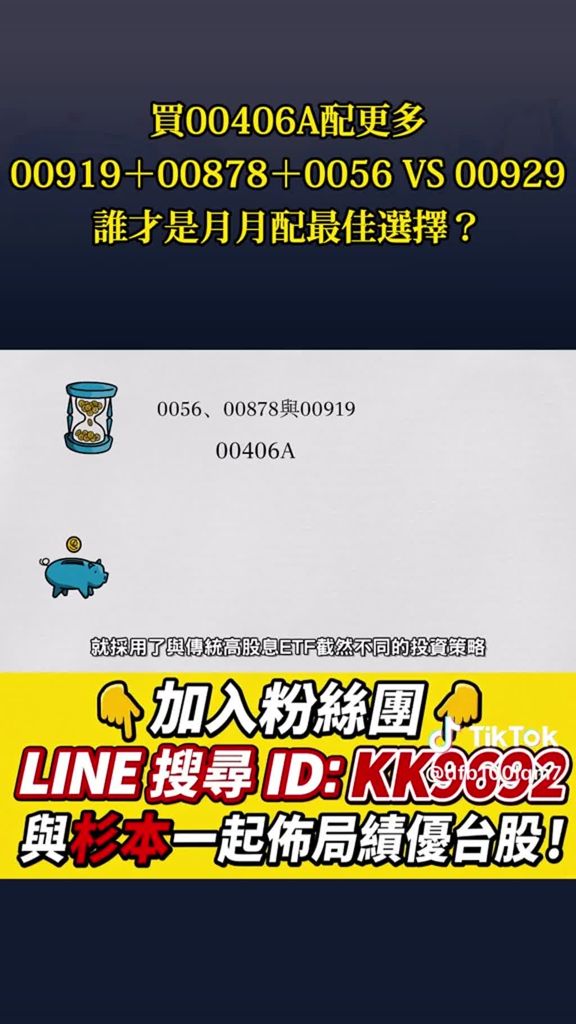 買00406A配更多
00919＋00878＋0056 VS 00929
誰才是月月配最佳選擇？
0056、00878與00919
00406A
就採用了與傳統高股息ETF截然不同的投資策略
加入粉絲團
TikTok
LINE 搜尋 ID: KK9692
與杉本一起佈局績優台股！